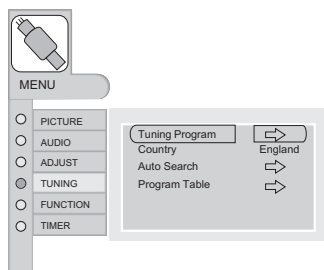 MENU
PICTURE
AUDIO
ADJUST
TUNING
FUNCTION
TIMER
Tuning Program
Country England
Auto Search
Program Table